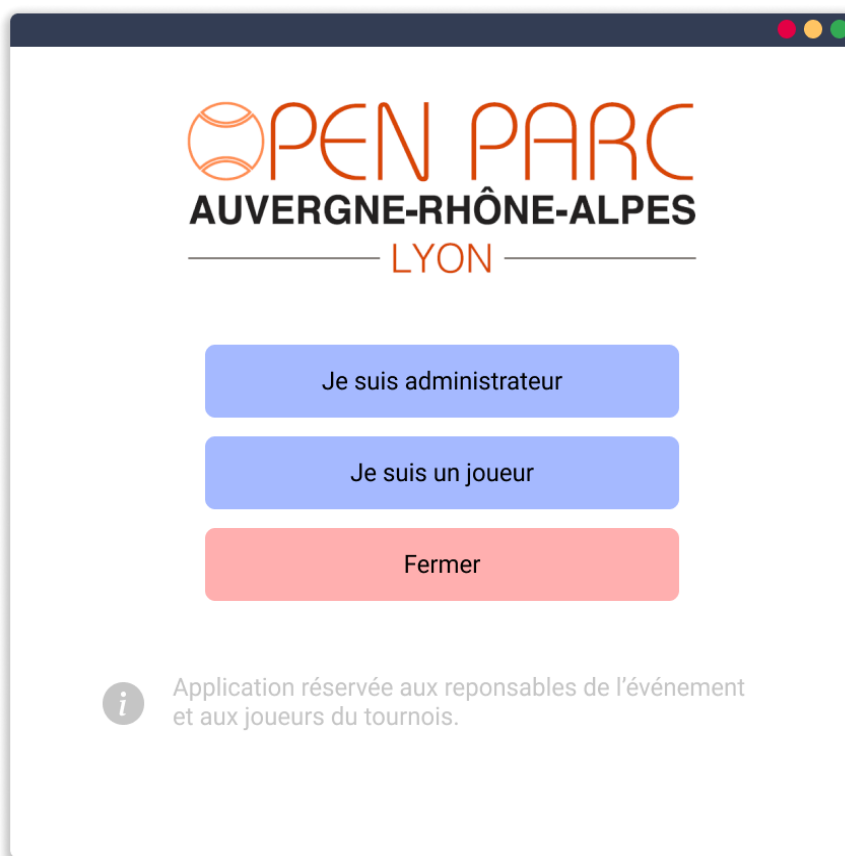 OPEN PARC
AUVERGNE-RHÔNE-ALPES
LYON
Je suis administrateur
Je suis un joueur
Fermer
i
Application réservée aux reponsables de l’événement
et aux joueurs du tournois.